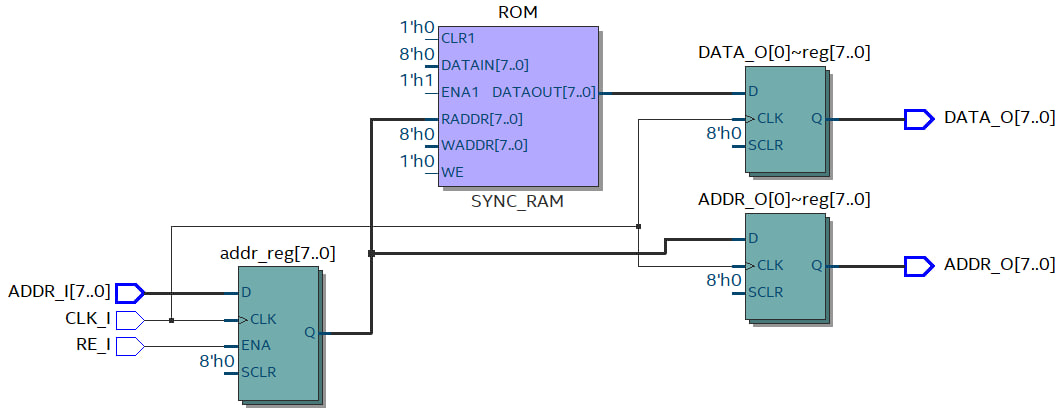 ROM
1'h0
CLR1
8'h0
DATAIN[7..0]
1'h1
ENA1 DATAOUT[7..0]
RADDR[7..0]
8'h0
WADDR[7..0]
1'h0
WE
SYNC_RAM
DATA_O[0]~reg[7..0]
D
CLK Q
8'h0
SCLR
DATA_O[7..0]
ADDR_O[0]~reg[7..0]
D
CLK Q
8'h0
SCLR
ADDR_O[7..0]
addr_reg[7..0]
ADDR_I[7..0]
D
CLK_I
CLK
Q
RE_I
ENA
8'h0
SCLR